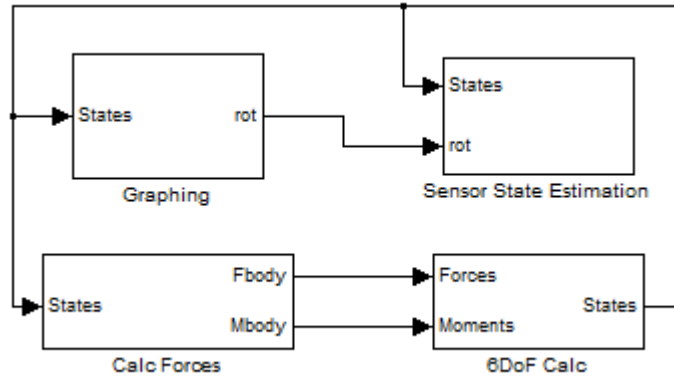 States
rot
Graphing
States
rot
Sensor State Estimation
States
Fbody
Mbody
Calc Forces
Forces
Moments
States
6DoF Calc